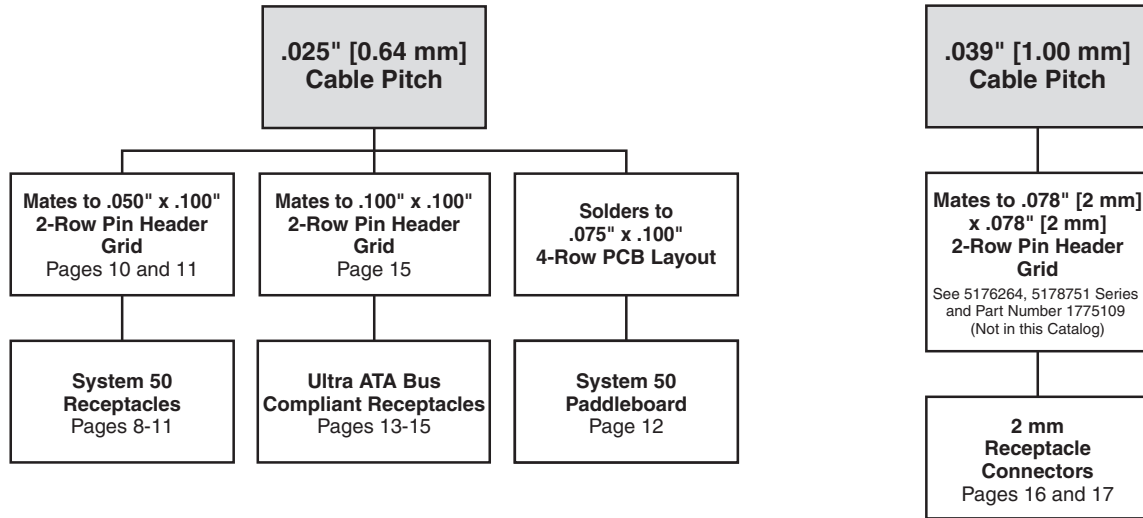 .025" [0.64 mm]
Cable Pitch
Mates to .050" x .100"
2-Row Pin Header
Grid
Pages 10 and 11
System 50
Receptacles
Pages 8-11
Mates to .100" x .100"
2-Row Pin Header
Grid
Page 15
Ultra ATA Bus
Compliant Receptacles
Pages 13-15
Solders to
.075" x .100"
4-Row PCB Layout
System 50
Paddleboard
Page 12
.039" [1.00 mm]
Cable Pitch
Mates to .078" [2 mm]
x .078" [2 mm]
2-Row Pin Header
Grid
See 5176264, 5178751 Series
and Part Number 1775109
(Not in this Catalog)
2 mm
Receptacle
Connectors
Pages 16 and 17